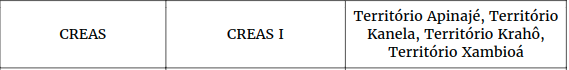 CREAS
CREAS I
Território Apinajé, Território
Kanela, Território Krahô,
Território Xambioá